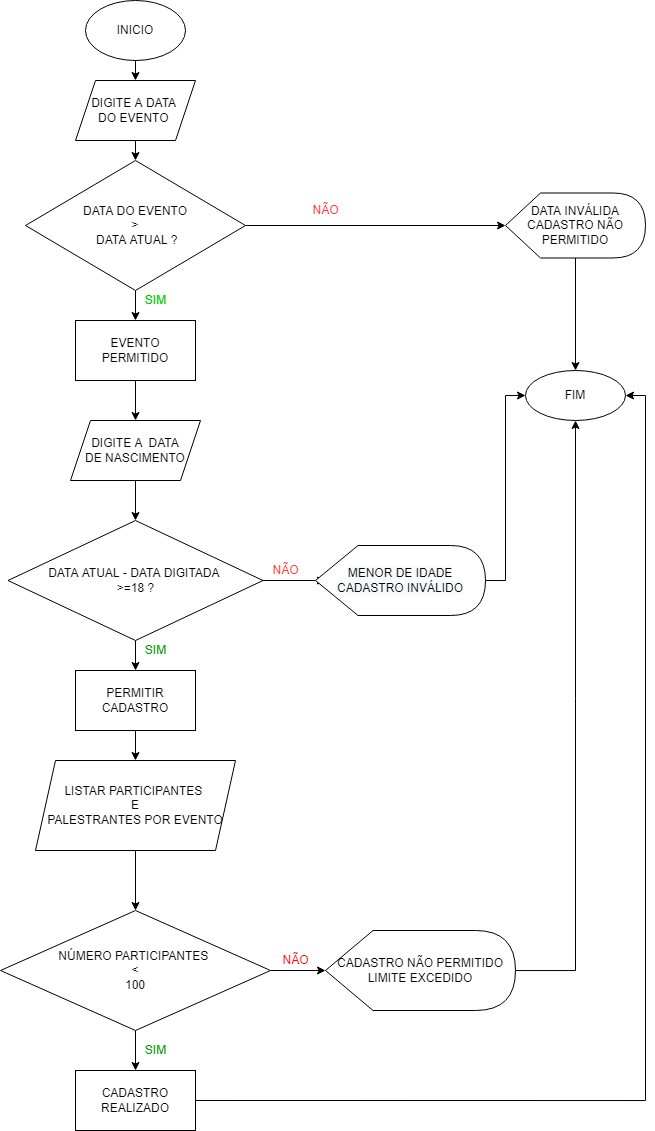 INICIO
DIGITE A DATA
DO EVENTO
DATA DO EVENTO
>
DATA ATUAL ?
NÃO
DATA INVÁLIDA
CADASTRO NÃO
PERMITIDO
SIM
EVENTO
PERMITIDO
FIM
DIGITE A DATA
DE NASCIMENTO
DATA ATUAL - DATA DIGITADA
>=18 ?
NÃO
MENOR DE IDADE
CADASTRO INVÁLIDO
SIM
PERMITIR
CADASTRO
LISTAR PARTICIPANTES
E
PALESTRANTES POR EVENTO
NÚMERO PARTICIPANTES
<
100
NÃO
CADASTRO NÃO PERMITIDO
LIMITE EXCEDIDO
SIM
CADASTRO
REALIZADO